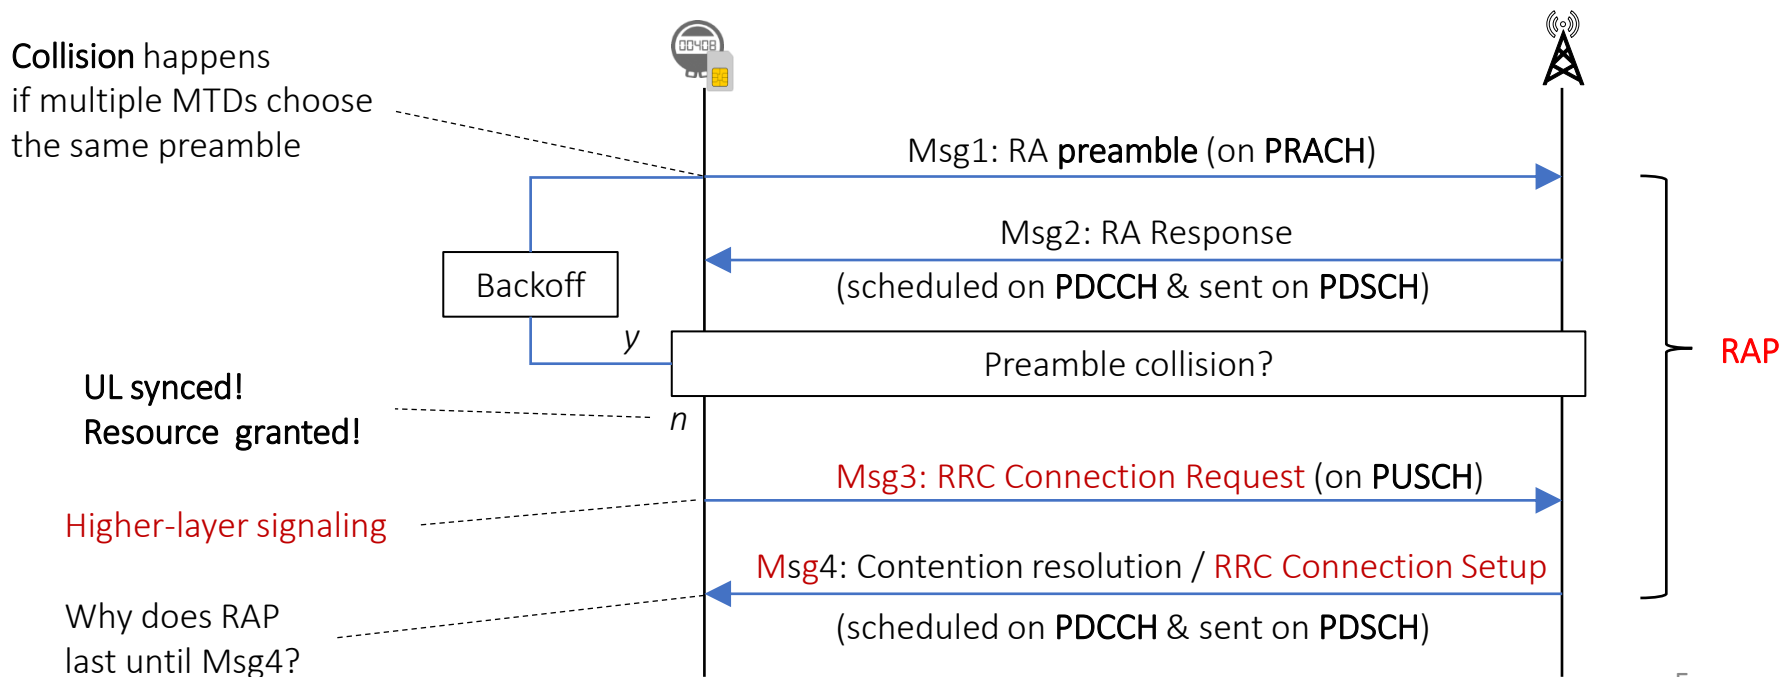 Collision happens
if multiple MTDs choose
the same preamble
00408
Msg1: RA preamble (on PRACH)
Msg2: RA Response
(scheduled on PDCCH & sent on PDSCH)
Backoff
y
Preamble collision?
RAP
UL synced!
Resource granted!
n
Msg3: RRC Connection Request (on PUSCH)
Higher-layer signaling
Msg4: Contention resolution / RRC Connection Setup
(scheduled on PDCCH & sent on PDSCH)
Why does RAP
last until Msg4?